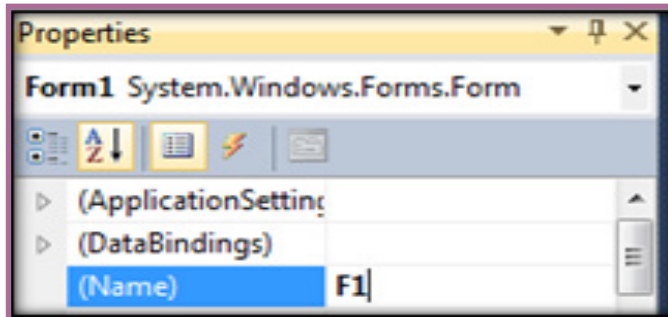 Properties
Form1 System.Windows.Forms.Form
A
Z
(ApplicationSetting
(DataBindings)
(Name) F1